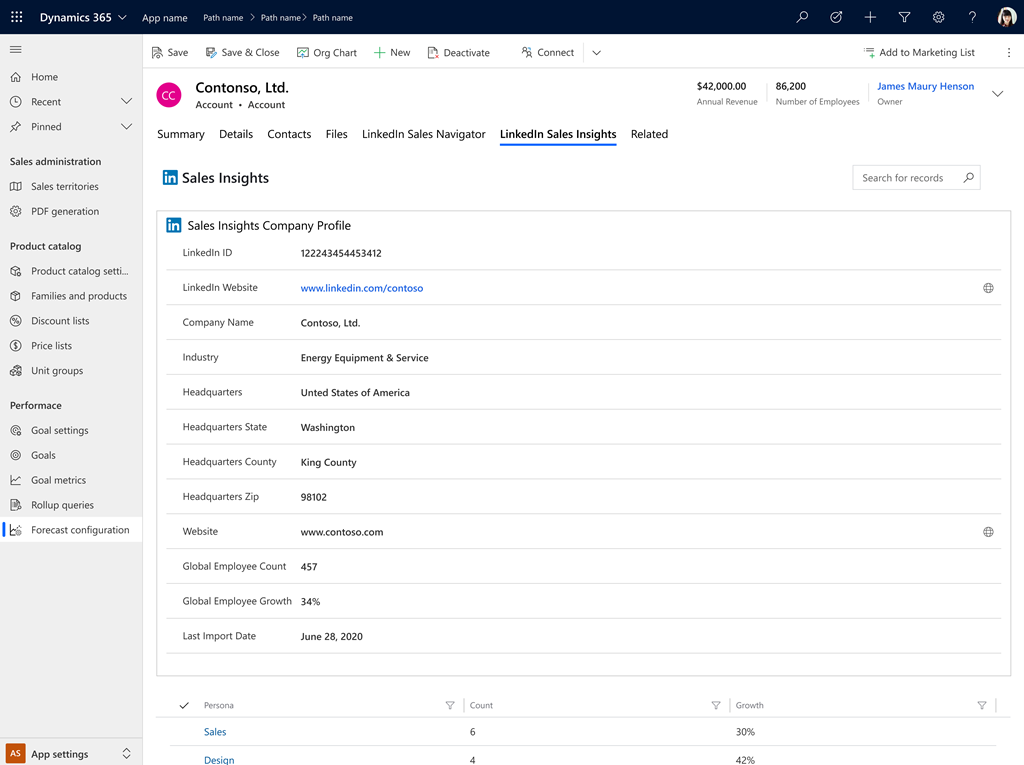 Dynamics 365 App name Path name Path name Path name
Save Save & Close Org Chart New Deactivate Connect Add to Marketing List
Home
Recent
Pinned
Sales administration
Sales territories
PDF generation
Product catalog
Product catalog setti...
Families and products
Discount lists
Price lists
Unit groups
Performace
Goal settings
Goals
Goal metrics
Rollup queries
Forecast configuration
AS App settings
CC
Contonso, Ltd.
Account • Account
$42,000.00
Annual Revenue
86,200
Number of Employees
James Maury Henson
Owner
Summary Details Contacts Files LinkedIn Sales Navigator LinkedIn Sales Insights Related
in Sales Insights
Search for records
in Sales Insights Company Profile
LinkedIn ID 122243454453412
LinkedIn Website www.linkedin.com/contoso
Company Name Contoso, Ltd.
Industry Energy Equipment & Service
Headquarters Unted States of America
Headquarters State Washington
Headquarters County King County
Headquarters Zip 98102
Website www.contoso.com
Global Employee Count 457
Global Employee Growth 34%
Last Import Date June 28, 2020
Persona Count Growth
Sales 6 30%
Design 4 42%